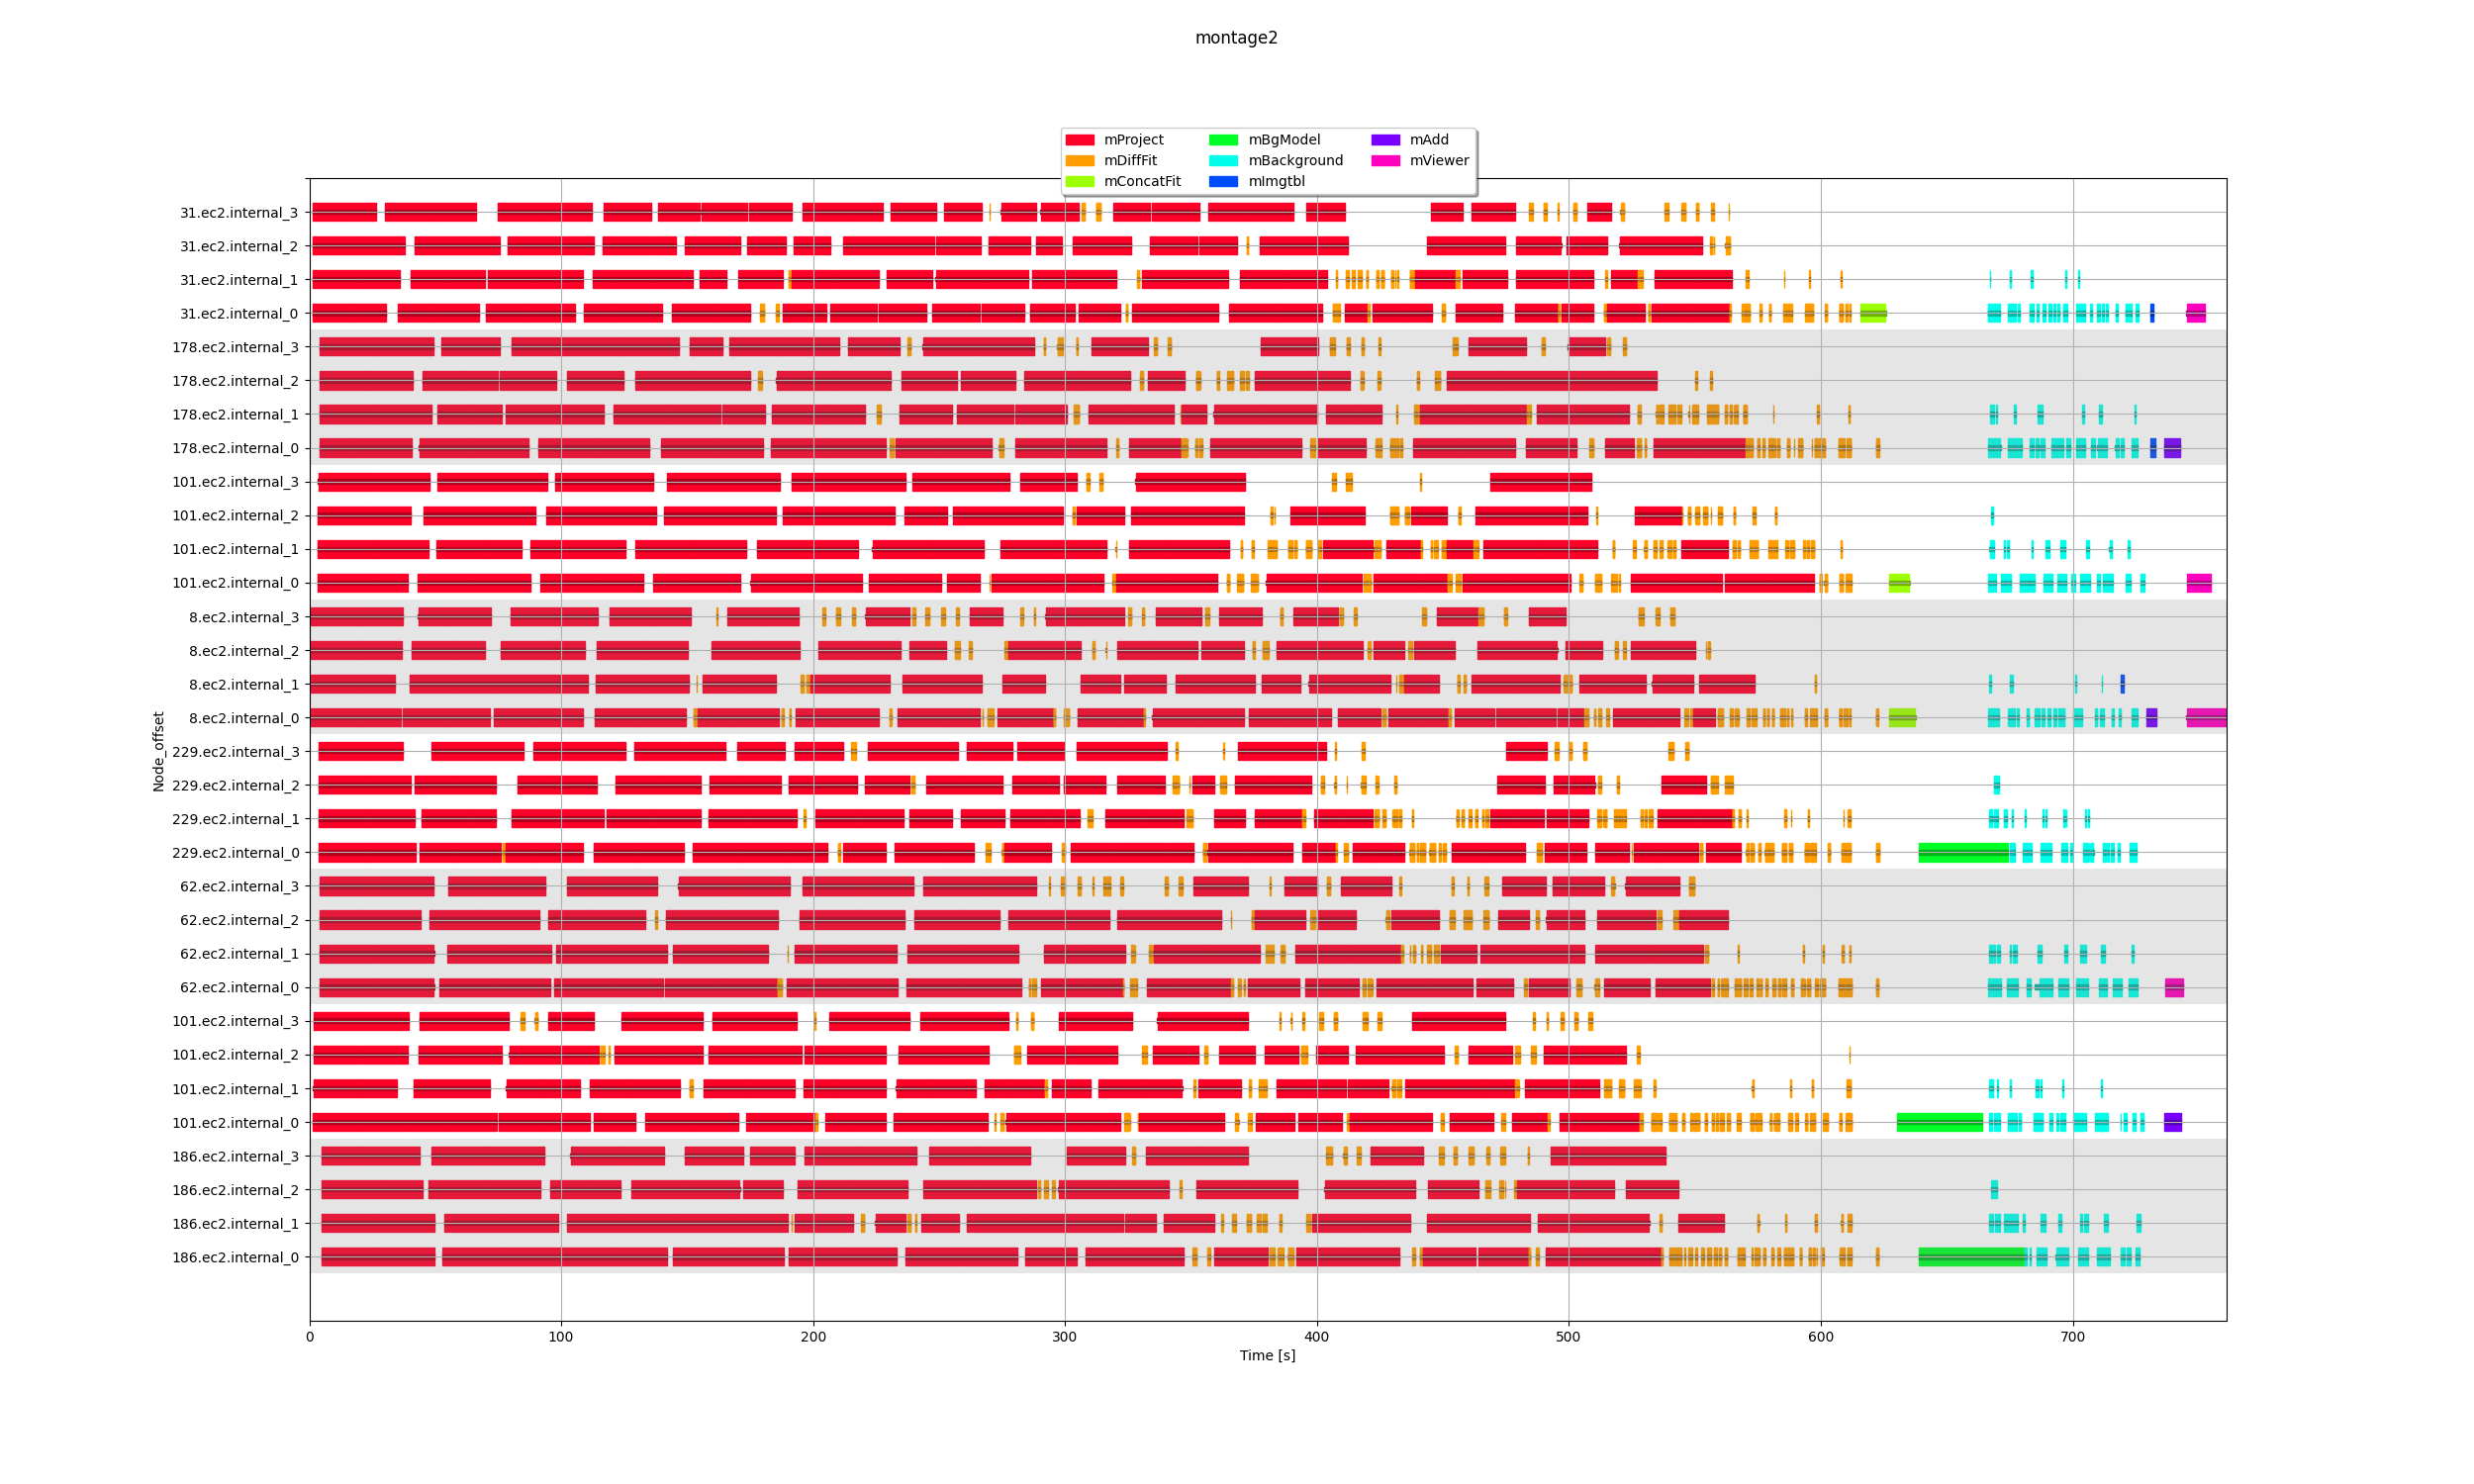 montage2
mProject mBgModel mAdd
mDiffFit mBackground mViewer
mConcatFit mImgtbl
31.ec2.internal_3
31.ec2.internal_2
31.ec2.internal_1
31.ec2.internal_0
178.ec2.internal_3
178.ec2.internal_2
178.ec2.internal_1
178.ec2.internal_0
101.ec2.internal_3
101.ec2.internal_2
101.ec2.internal_1
101.ec2.internal_0
8.ec2.internal_3
8.ec2.internal_2
8.ec2.internal_1
8.ec2.internal_0
229.ec2.internal_3
229.ec2.internal_2
229.ec2.internal_1
229.ec2.internal_0
62.ec2.internal_3
62.ec2.internal_2
62.ec2.internal_1
62.ec2.internal_0
101.ec2.internal_3
101.ec2.internal_2
101.ec2.internal_1
101.ec2.internal_0
186.ec2.internal_3
186.ec2.internal_2
186.ec2.internal_1
186.ec2.internal_0
Node_offset
0 100 200 300 400 500 600 700
Time [s]